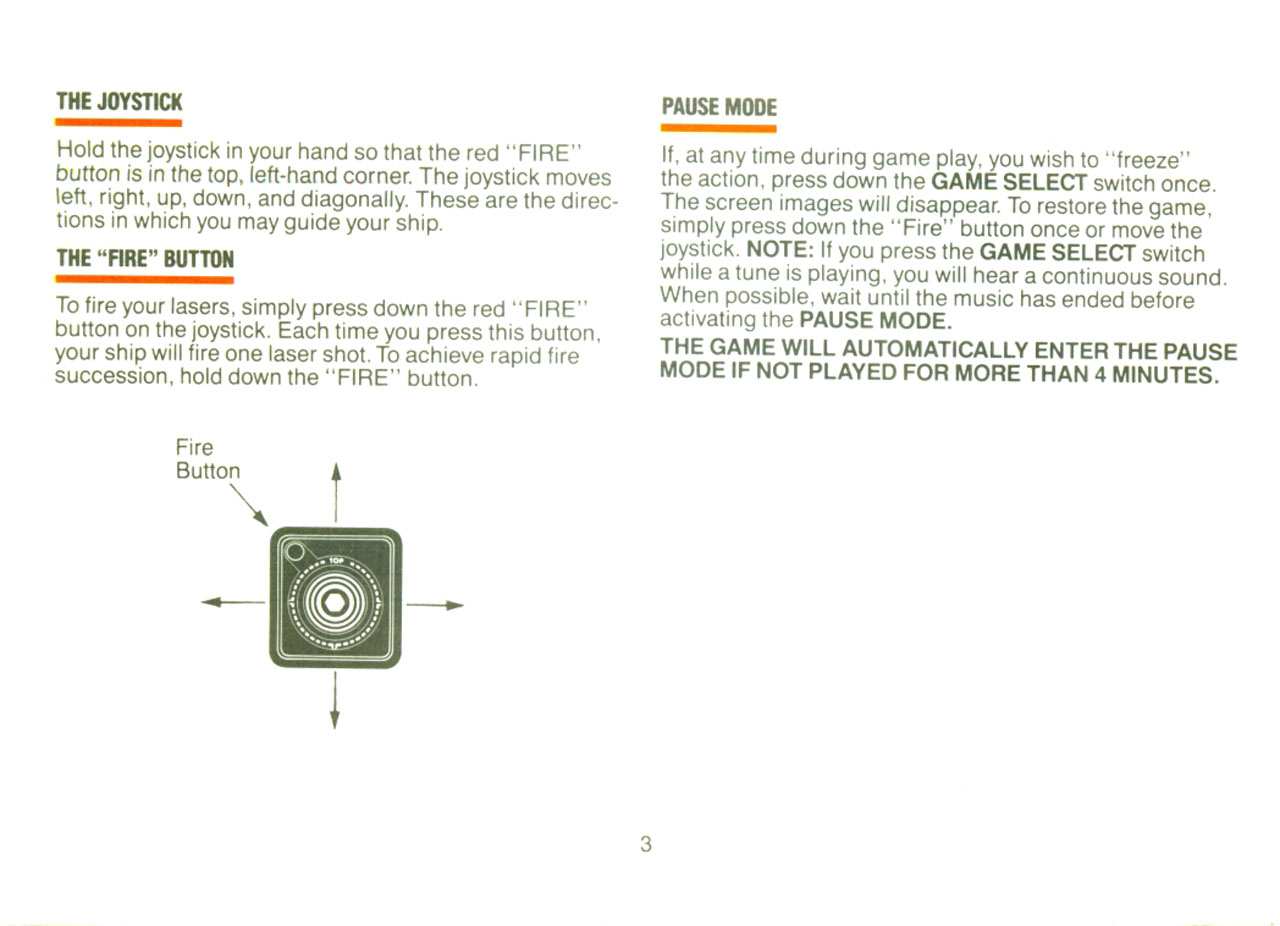 THE JOYSTICK
Hold the joystick in your hand so that the red "FIRE"
button is in the top, left-hand corner. The joystick moves
left, right, up, down, and diagonally. These are the direc-
tions in which you may guide your ship.
THE "FIRE" BUTTON
To fire your lasers, simply press down the red "FIRE"
button on the joystick. Each time you press this button,
your ship will fire one laser shot. To achieve rapid fire
succession, hold down the "FIRE" button.
Fire
Button
TOP
PAUSE MODE
If, at any time during game play, you wish to "freeze"
the action, press down the GAME SELECT switch once.
The screen images will disappear. To restore the game,
simply press down the "Fire" button once or move the
joystick. NOTE: If you press the GAME SELECT switch
while a tune is playing, you will hear a continuous sound.
When possible, wait until the music has ended before
activating the PAUSE MODE.
THE GAME WILL AUTOMATICALLY ENTER THE PAUSE
MODE IF NOT PLAYED FOR MORE THAN 4 MINUTES.
3